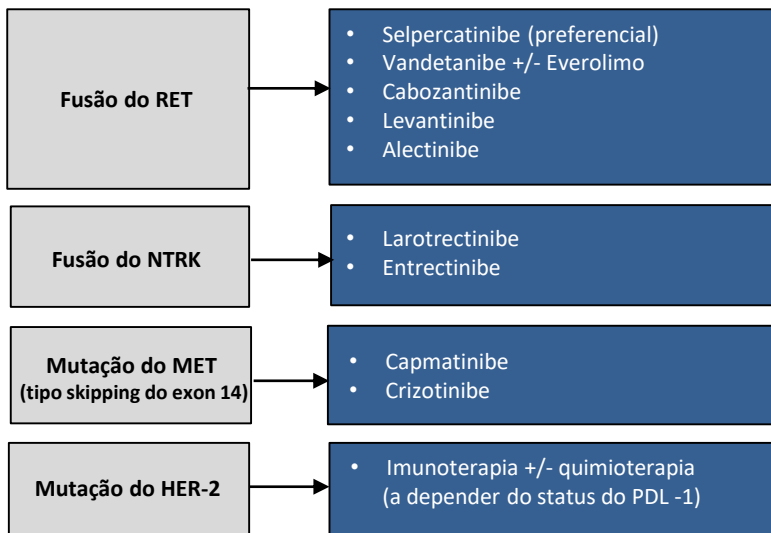 Fusão do RET
• Selpercatinibe (preferencial)
• Vandetanibe +/- Everolimo
• Cabozantinibe
• Levantinibe
• Alectinibe
Fusão do NTRK
• Larotrectinibe
• Entrectinibe
Mutação do MET
(tipo skipping do exon 14)
• Capmatinibe
• Crizotinibe
Mutação do HER-2
• Imunoterapia +/- quimioterapia
(a depender do status do PDL -1)